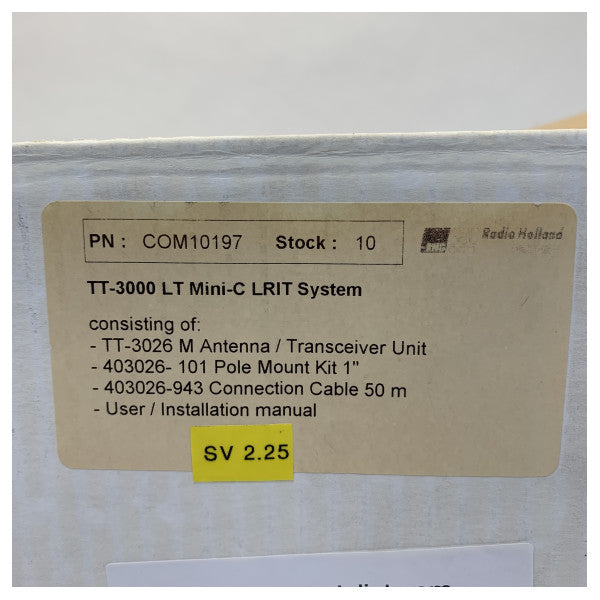 PN : COM10197 Stock : 10
Radio Holland
TT-3000 LT Mini-C LRIT System
consisting of:
- TT-3026 M Antenna / Transceiver Unit
- 403026- 101 Pole Mount Kit 1"
- 403026-943 Connection Cable 50 m
- User / Installation manual
SV 2.25